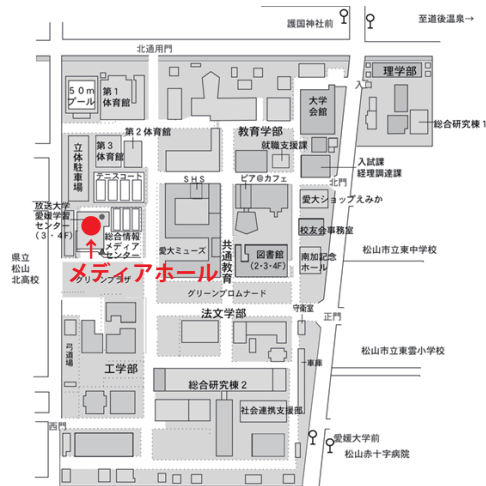 護国神社前
至道後温泉→
北通用門
50m
プール
第1
体育館
大学
会館
理学部
入口
総合研究棟1
教育学部
就職支援課
第2体育館
立体駐車場
第3
体育館
入試課
経理調達課
テニスコート
SHS
ピア@カフェ
北門
愛大ショップえみか
放送大学
愛媛学習
センター
(3・4F)
総合情報
メディア
センター
愛大ミューズ
共通教育
図書館
(2・3・4F)
校友会事務室
南加記念
ホール
松山市立東中学校
県立
松山
北高校
メディアホール
グリーンプラザ
グリーンプロムナード
守衛室
正門
法文学部
弓道場
工学部
車庫
松山市立東雲小学校
総合研究棟2
社会連携支援部
西門
愛媛大学前
松山赤十字病院